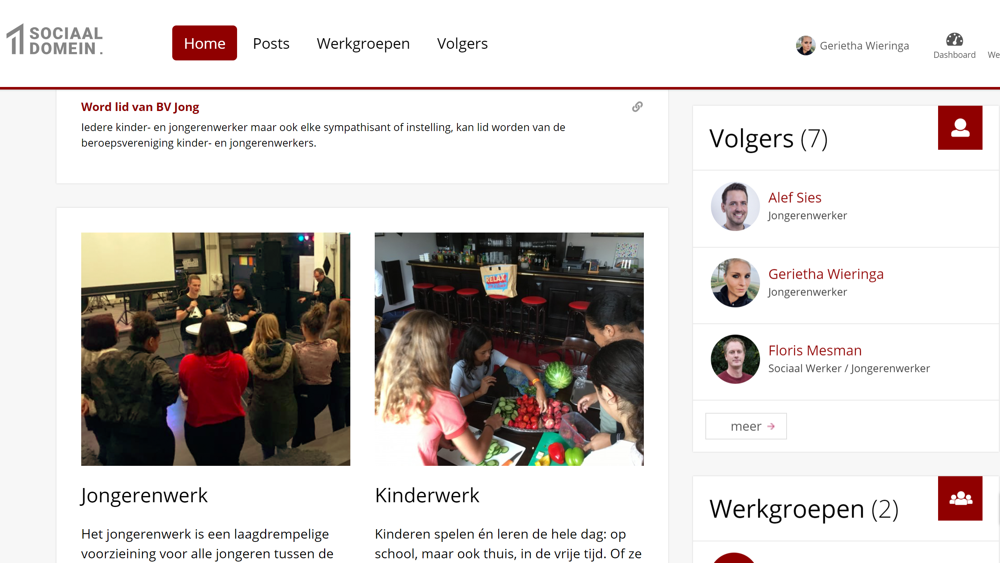 SOCIAAL
DOMEIN.
Home
Posts
Werkgroepen
Volgers
Gerietha Wieringa
Dashboard
We
Word lid van BV Jong
Iedere kinder- en jongerenwerker maar ook elke sympathisant of instelling, kan lid worden van de
beroepsvereniging kinder- en jongerenwerkers.
RELAX
Jongerenwerk
Het jongerenwerk is een laagdrempelige
voorzieining voor alle jongeren tussen de
Kinderwerk
Kinderen spelen én leren de hele dag: op
school, maar ook thuis, in de vrije tijd. Of ze
Volgers (7)
Alef Sies
Jongerenwerker
Gerietha Wieringa
Jongerenwerker
Floris Mesman
Sociaal Werker / Jongerenwerker
meer
Werkgroepen (2)